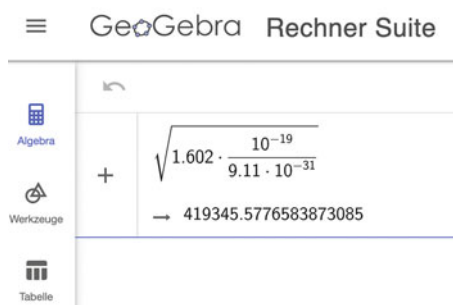 GeoGebra Rechner Suite
Algebra
√(1.602 · 10⁻¹⁹ / 9.11 · 10⁻³¹)
→ 419345.5776583873085
Werkzeuge
Tabelle